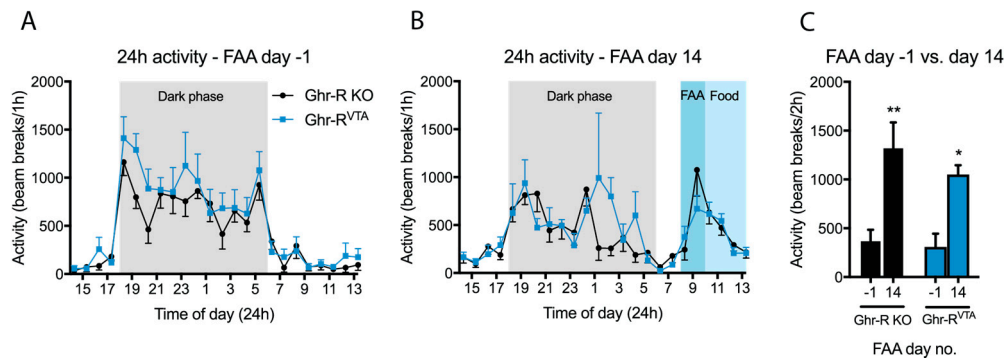 A
24h activity - FAA day -1
Activity (beam breaks/1h)
2000
1500
1000
500
0
Dark phase
Ghr-R KO
Ghr-RVTA
15 17 19 21 23 1 3 5 7 9 11 13
Time of day (24h)
B
24h activity - FAA day 14
Activity (beam breaks/1h)
2000
1500
1000
500
0
Dark phase
FAA
Food
15 17 19 21 23 1 3 5 7 9 11 13
Time of day (24h)
C
FAA day -1 vs. day 14
Activity (beam breaks/2h)
2000
1500
1000
500
0
**
*
-1 14 -1 14
Ghr-R KO Ghr-RVTA
FAA day no.